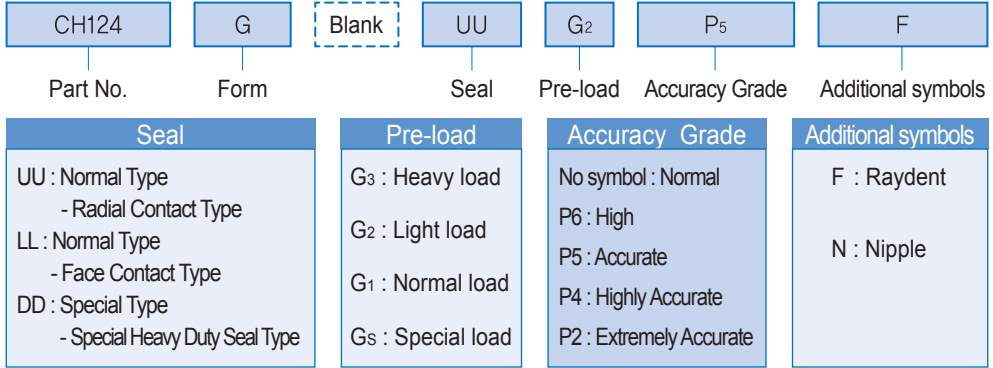 CH124 G Blank UU G2 P5 F
Part No. Form Seal Pre-load Accuracy Grade Additional symbols
Seal
UU : Normal Type
- Radial Contact Type
LL : Normal Type
- Face Contact Type
DD : Special Type
- Special Heavy Duty Seal Type
Pre-load
G3 : Heavy load
G2 : Light load
G1 : Normal load
GS : Special load
Accuracy Grade
No symbol : Normal
P6 : High
P5 : Accurate
P4 : Highly Accurate
P2 : Extremely Accurate
Additional symbols
F : Raydent
N : Nipple